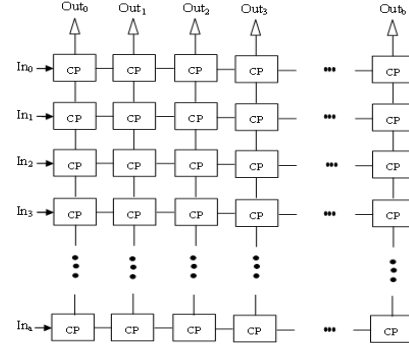 Out₀ Out₁ Out₂ Out₃ Out_b
In₀ CP CP CP CP ••• CP
In₁ CP CP CP CP ••• CP
In₂ CP CP CP CP ••• CP
In₃ CP CP CP CP ••• CP
Inₐ CP CP CP CP ••• CP